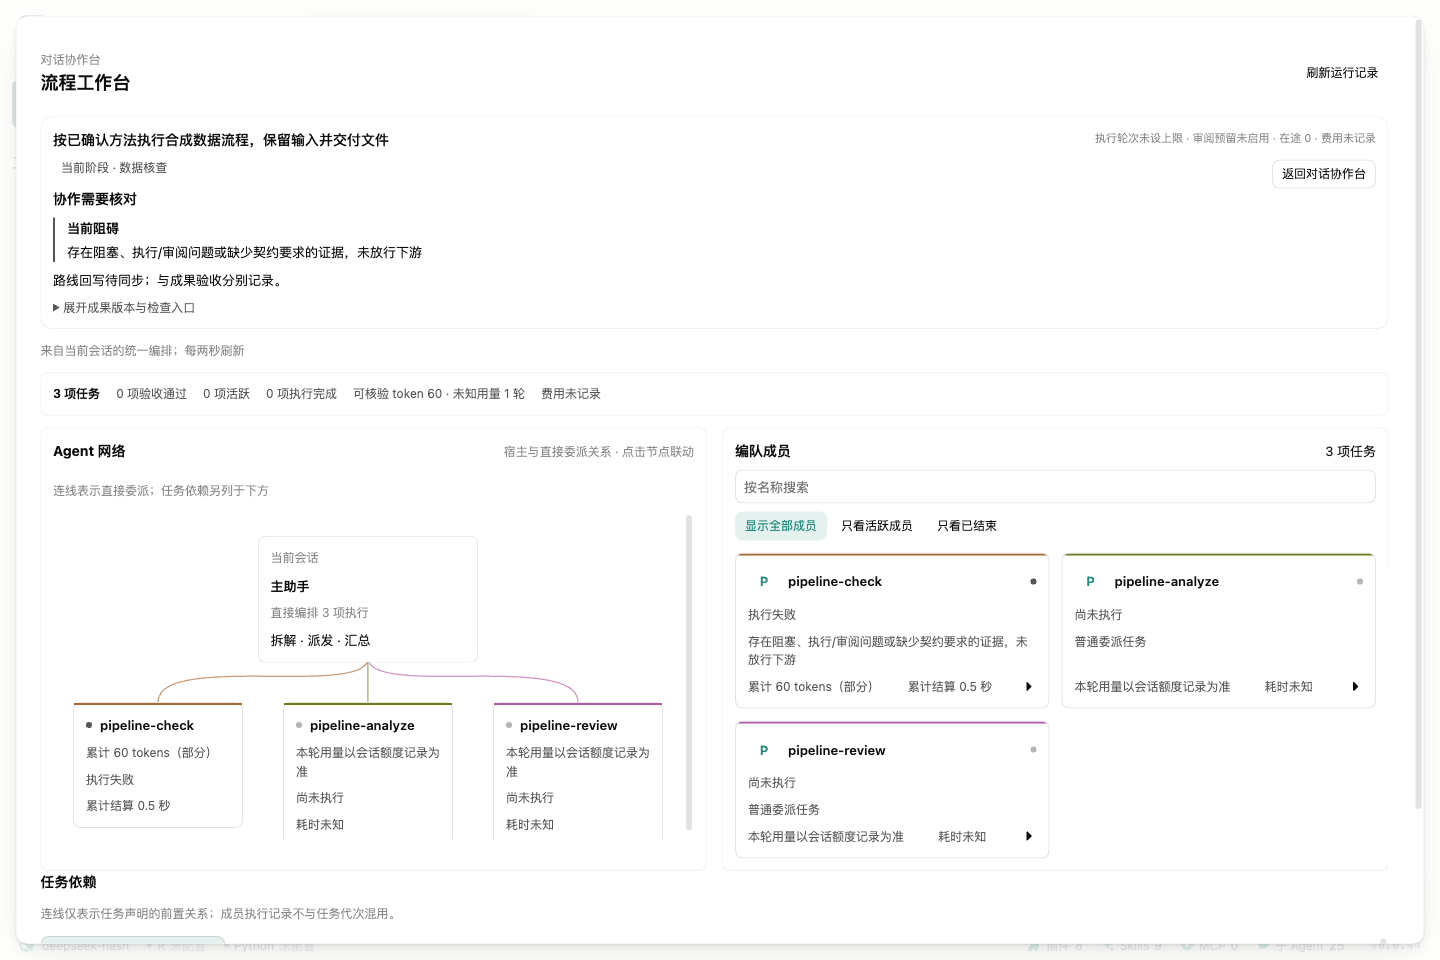 对话协作台
流程工作台
刷新运行记录
按已确认方法执行合成数据流程，保留输入并交付文件
执行轮次未设上限 · 审阅预留未启用 · 在途 0 · 费用未记录
当前阶段 · 数据核查
返回对话协作台
协作需要核对
当前阻碍
存在阻塞、执行/审阅问题或缺少契约要求的证据，未放行下游
路线回写待同步；与成果验收分别记录。
展开成果版本与检查入口
来自当前会话的统一编排；每两秒刷新
3 项任务 0 项验收通过 0 项活跃 0 项执行完成 可核验 token 60 · 未知用量 1 轮 费用未记录
Agent 网络
宿主与直接委派关系 · 点击节点联动
连线表示直接委派；任务依赖另列于下方
当前会话
主助手
直接编排 3 项执行
拆解 · 派发 · 汇总
pipeline-check
累计 60 tokens（部分）
执行失败
累计结算 0.5 秒
pipeline-analyze
本轮用量以会话额度记录为
准
尚未执行
耗时未知
pipeline-review
本轮用量以会话额度记录为
准
尚未执行
耗时未知
编队成员
3 项任务
按名称搜索
显示全部成员 只看活跃成员 只看已结束
P pipeline-check
执行失败
存在阻塞、执行/审阅问题或缺少契约要求的证据，未
放行下游
累计 60 tokens（部分） 累计结算 0.5 秒
P pipeline-analyze
尚未执行
普通委派任务
本轮用量以会话额度记录为准 耗时未知
P pipeline-review
尚未执行
普通委派任务
本轮用量以会话额度记录为准 耗时未知
任务依赖
连线仅表示任务声明的前置关系；成员执行记录不与任务代次混用。
R 未配置 Python 未配置
插件 8 Skills 9 MCP 0 子 Agent 25